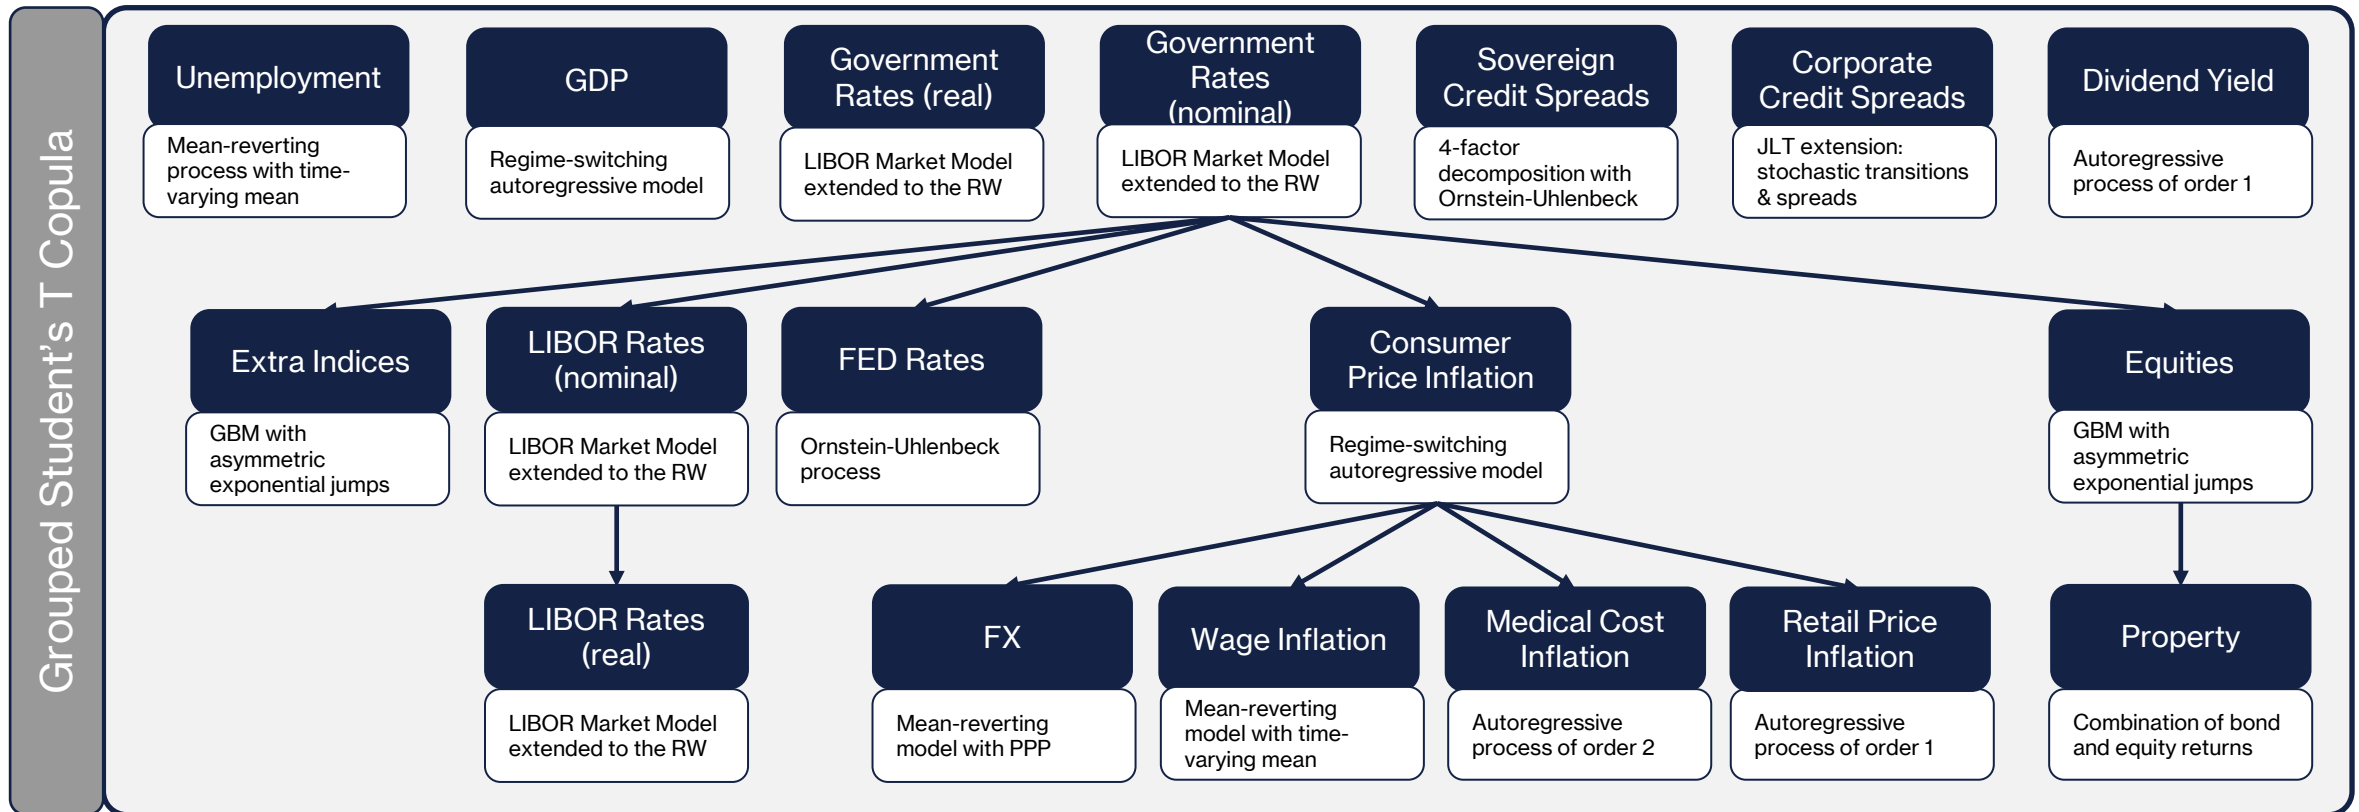 Grouped Student's T Copula
Unemployment
Mean-reverting
process with time-
varying mean
GDP
Regime-switching
autoregressive model
Government
Rates (real)
LIBOR Market Model
extended to the RW
Government
Rates
(nominal)
LIBOR Market Model
extended to the RW
Sovereign
Credit Spreads
4-factor
decomposition with
Ornstein-Uhlenbeck
Corporate
Credit Spreads
JLT extension:
stochastic transitions
& spreads
Dividend Yield
Autoregressive
process of order 1
Extra Indices
GBM with
asymmetric
exponential jumps
LIBOR Rates
(nominal)
LIBOR Market Model
extended to the RW
FED Rates
Ornstein-Uhlenbeck
process
Consumer
Price Inflation
Regime-switching
autoregressive model
Equities
GBM with
asymmetric
exponential jumps
LIBOR Rates
(real)
LIBOR Market Model
extended to the RW
FX
Mean-reverting
model with PPP
Wage Inflation
Mean-reverting
model with time-
varying mean
Medical Cost
Inflation
Autoregressive
process of order 2
Retail Price
Inflation
Autoregressive
process of order 1
Property
Combination of bond
and equity returns